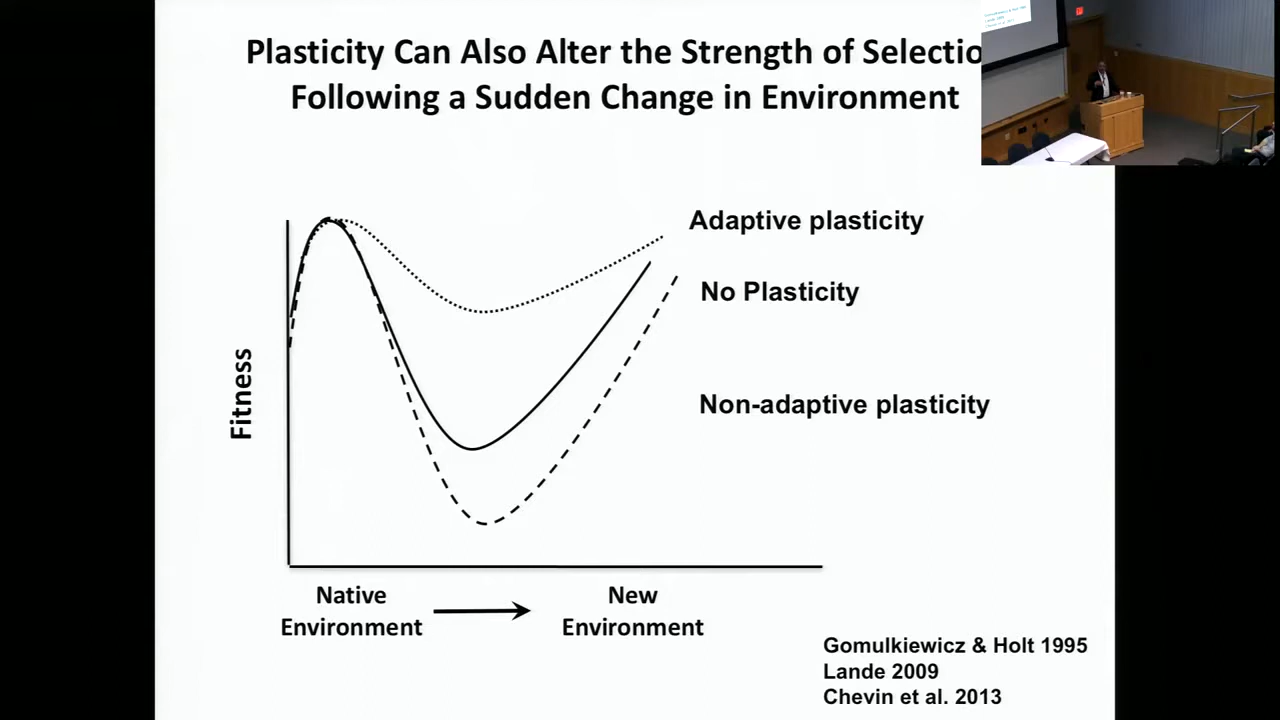 Plasticity Can Also Alter the Strength of Selectio
Following a Sudden Change in Environment
Adaptive plasticity
No Plasticity
Non-adaptive plasticity
Fitness
Native
Environment
New
Environment
Gomulkiewicz & Holt 1995
Lande 2009
Chevin et al. 2013